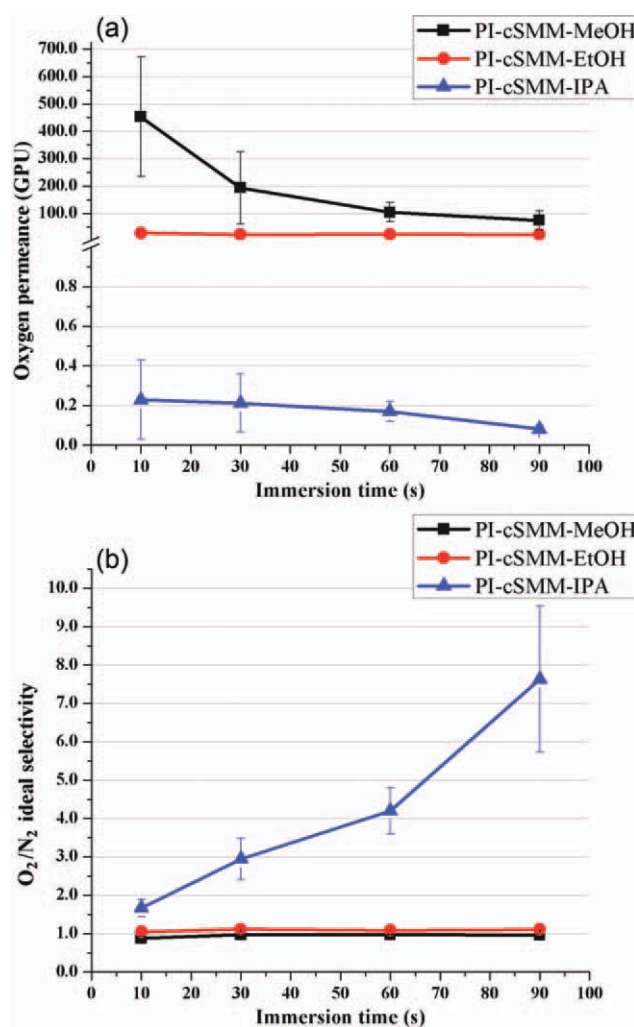 (a)
PI-cSMM-MeOH
PI-cSMM-EtOH
PI-cSMM-IPA
Oxygen permeance (GPU)
700.0
600.0
500.0
400.0
300.0
200.0
100.0
0.8
0.6
0.4
0.2
0.0
0 10 20 30 40 50 60 70 80 90 100
Immersion time (s)
(b)
PI-cSMM-MeOH
PI-cSMM-EtOH
PI-cSMM-IPA
O2/N2 ideal selectivity
10.0
9.0
8.0
7.0
6.0
5.0
4.0
3.0
2.0
1.0
0.0
0 10 20 30 40 50 60 70 80 90 100
Immersion time (s)